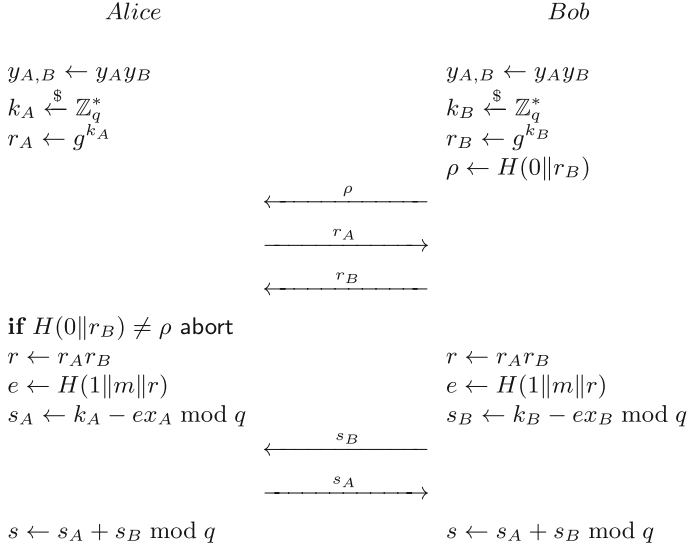 Alice Bob
y_{A,B} ← y_A y_B y_{A,B} ← y_A y_B
k_A ←$ ℤ*_q k_B ←$ ℤ*_q
r_A ← g^{k_A} r_B ← g^{k_B}
ρ ← H(0‖r_B)
ρ
r_A
r_B
if H(0‖r_B) ≠ ρ abort
r ← r_A r_B r ← r_A r_B
e ← H(1‖m‖r) e ← H(1‖m‖r)
s_A ← k_A − ex_A mod q s_B ← k_B − ex_B mod q
s_B
s_A
s ← s_A + s_B mod q s ← s_A + s_B mod q